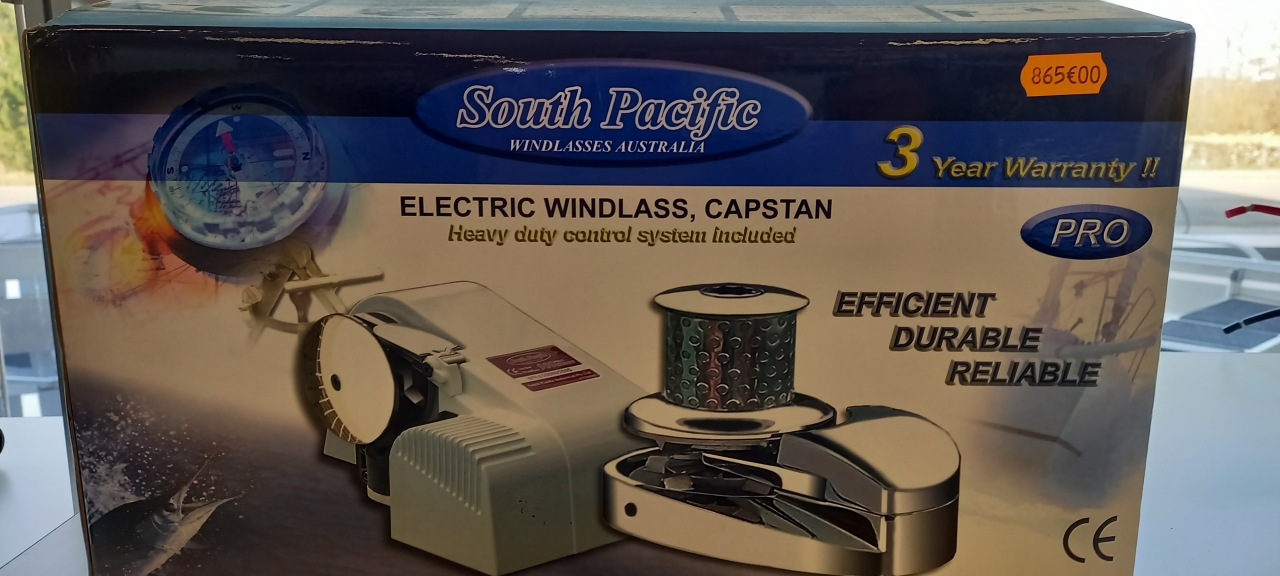 865€00
South Pacific
WINDLASSES AUSTRALIA
3 Year Warranty !!
ELECTRIC WINDLASS, CAPSTAN
Heavy duty control system included
PRO
W
N
S
EFFICIENT
DURABLE
RELIABLE
CE